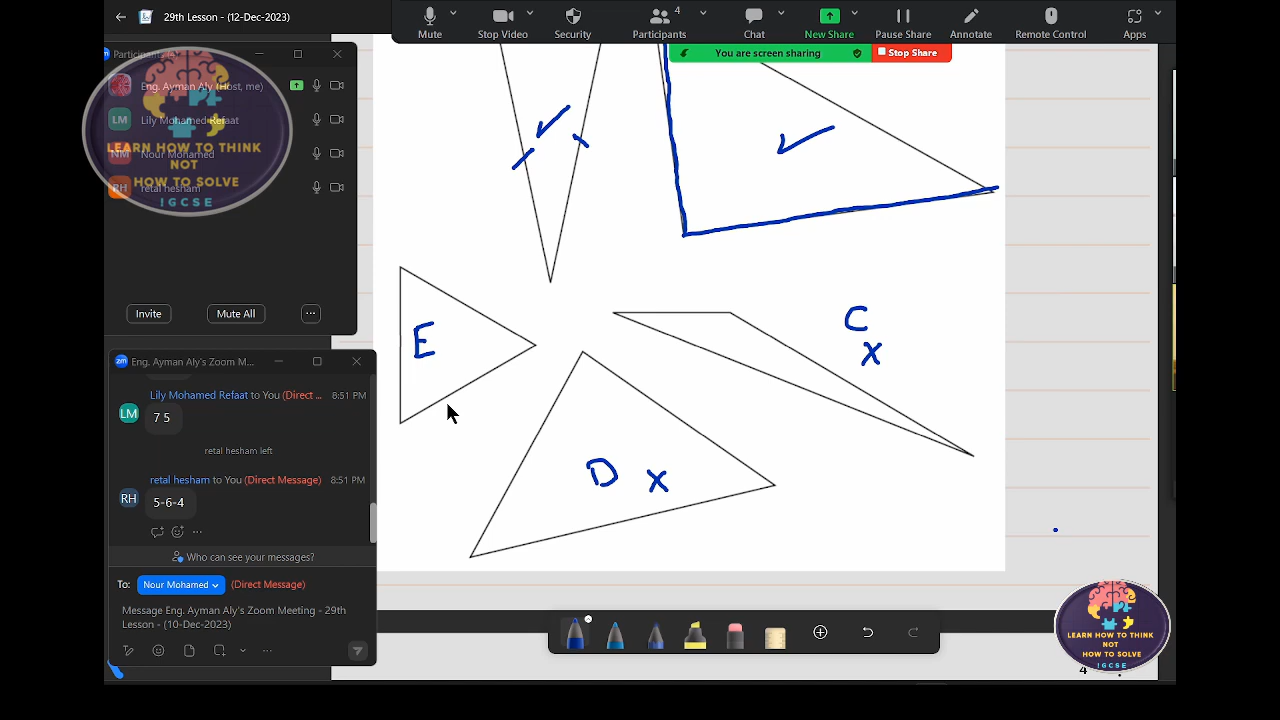 29th Lesson - (12-Dec-2023)
Mute
Stop Video
Security
4
Participants
Chat
New Share
Pause Share
Annotate
Remote Control
Apps
You are screen sharing
Stop Share
Eng. Ayman Aly (Host, me)
LM Lily Mohamed Refaat
NM Nour Mohamed
RH retal hesham
LEARN HOW TO THINK
NOT
HOW TO SOLVE
!GCSE
Invite
Mute All
zm Eng. Ayman Aly's Zoom M...
Lily Mohamed Refaat to You (Direct ... 8:51 PM
LM 7 5
retal hesham left
retal hesham to You (Direct Message) 8:51 PM
RH 5-6-4
Who can see your messages?
To: Nour Mohamed (Direct Message)
Message Eng. Ayman Aly's Zoom Meeting - 29th
Lesson - (10-Dec-2023)
E
C
x
D x
LEARN HOW TO THINK
NOT
HOW TO SOLVE
!GCSE
4